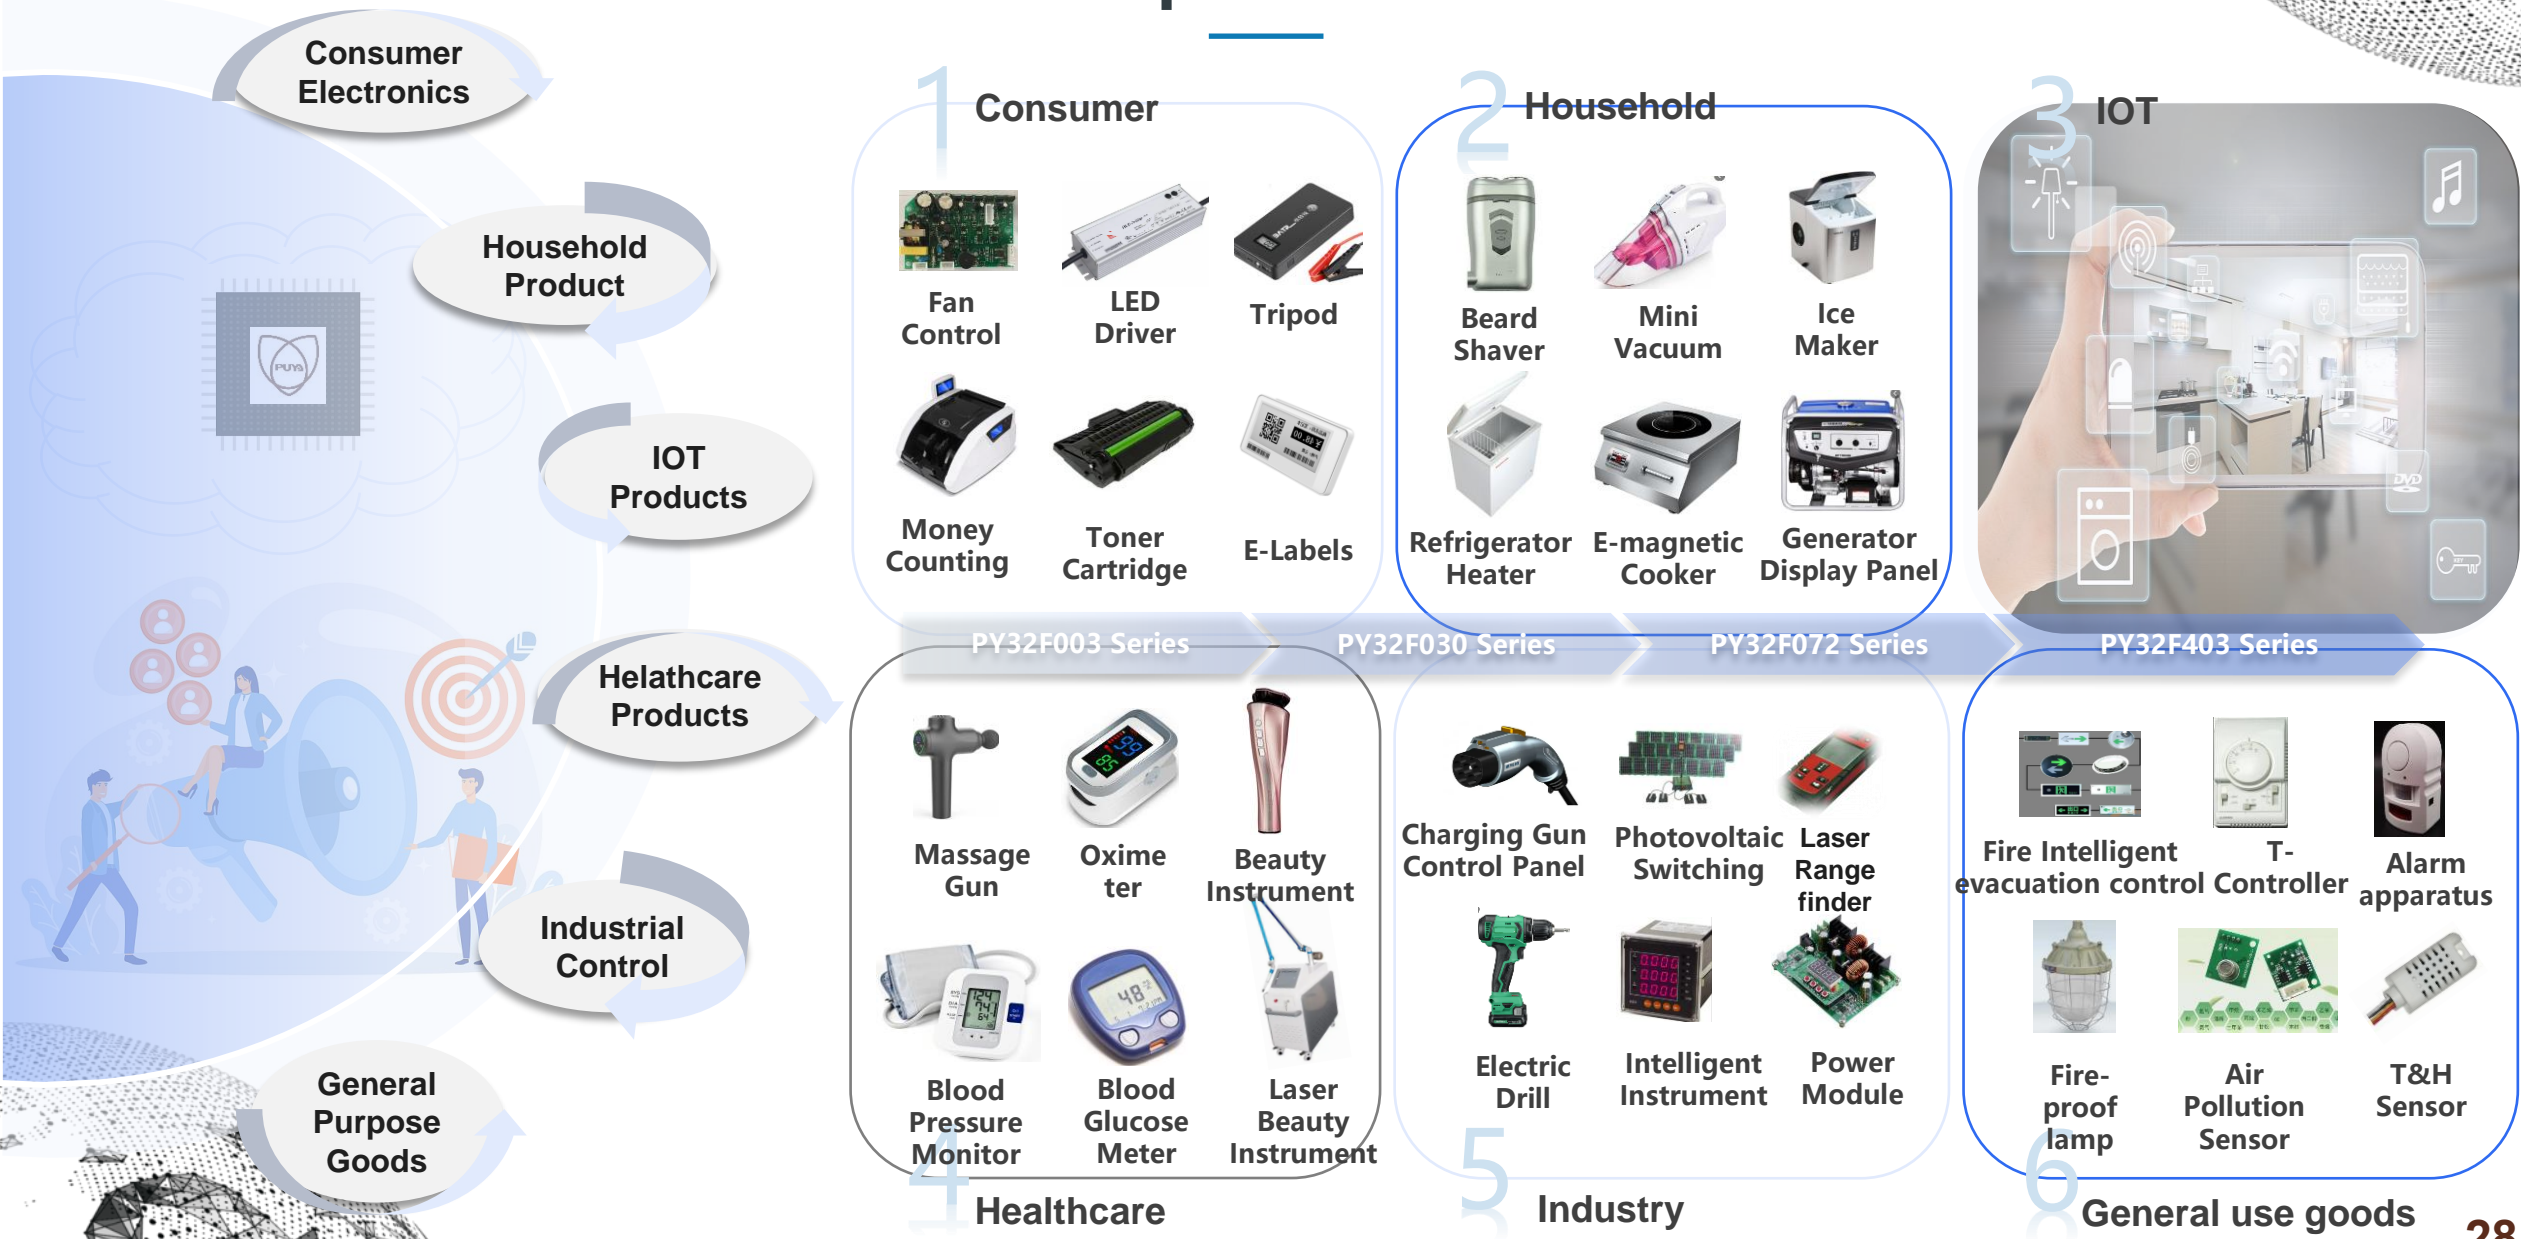 Consumer
Electronics
Household
Product
IOT
Products
Helathcare
Products
Industrial
Control
General
Purpose
Goods
PUYA
1
Consumer
Fan
Control
LED
Driver
Tripod
Money
Counting
Toner
Cartridge
E-Labels
2
Household
Beard
Shaver
Mini
Vacuum
Ice
Maker
Refrigerator
Heater
E-magnetic
Cooker
Generator
Display Panel
3
IOT
DVD
KEY
PY32F003 Series
PY32F030 Series
PY32F072 Series
PY32F403 Series
Massage
Gun
Oxime
ter
Beauty
Instrument
Blood
Pressure
Monitor
Blood
Glucose
Meter
Laser
Beauty
Instrument
4
Healthcare
Charging Gun
Control Panel
Photovoltaic
Switching
Laser
Range
finder
Electric
Drill
Intelligent
Instrument
Power
Module
5
Industry
Fire Intelligent
evacuation control
T-
Controller
Alarm
apparatus
Fire-
proof
lamp
Air
Pollution
Sensor
T&H
Sensor
6
General use goods
28